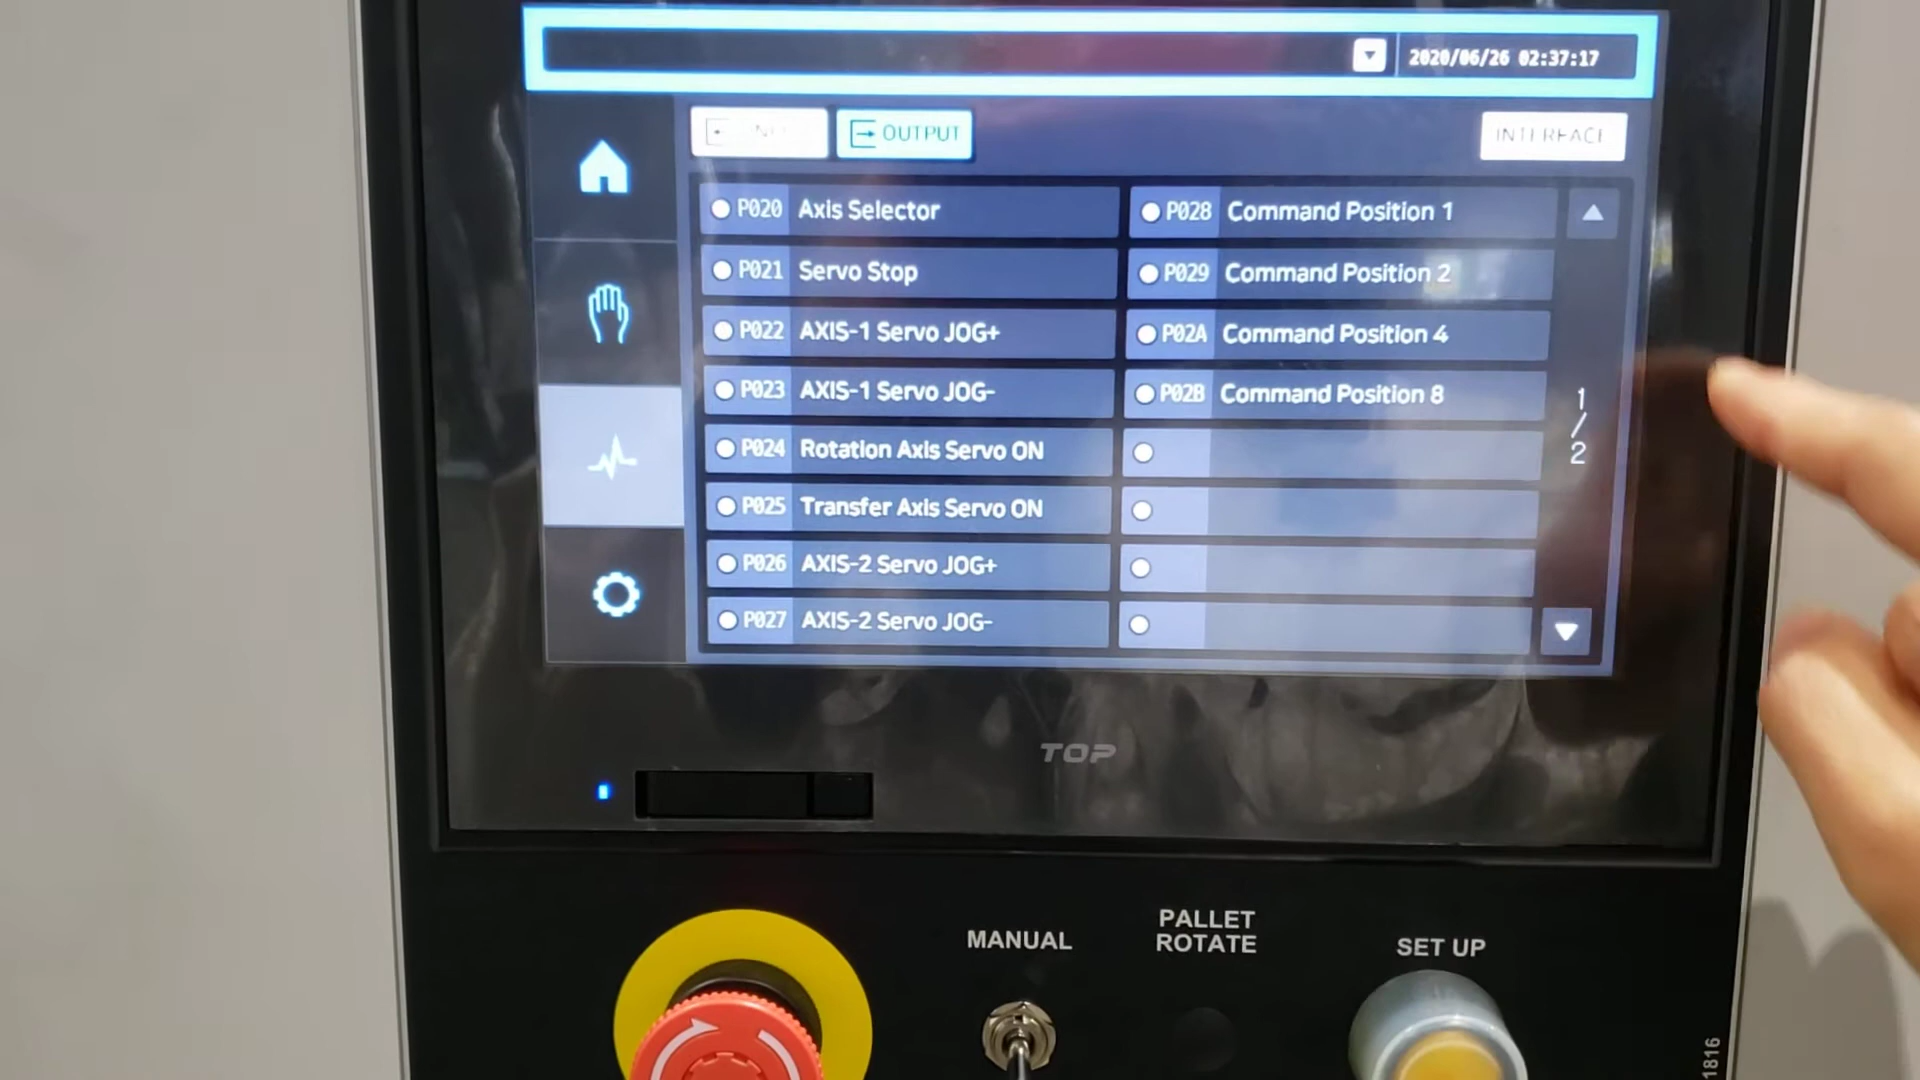 2020/06/26 02:37:17
OUTPUT
INTERFACE
P020 Axis Selector
P028 Command Position 1
P021 Servo Stop
P029 Command Position 2
P022 AXIS-1 Servo JOG+
P02A Command Position 4
P023 AXIS-1 Servo JOG-
P02B Command Position 8
P024 Rotation Axis Servo ON
P025 Transfer Axis Servo ON
P026 AXIS-2 Servo JOG+
P027 AXIS-2 Servo JOG-
1
/
2
TOP
MANUAL
PALLET
ROTATE
SET UP
1816